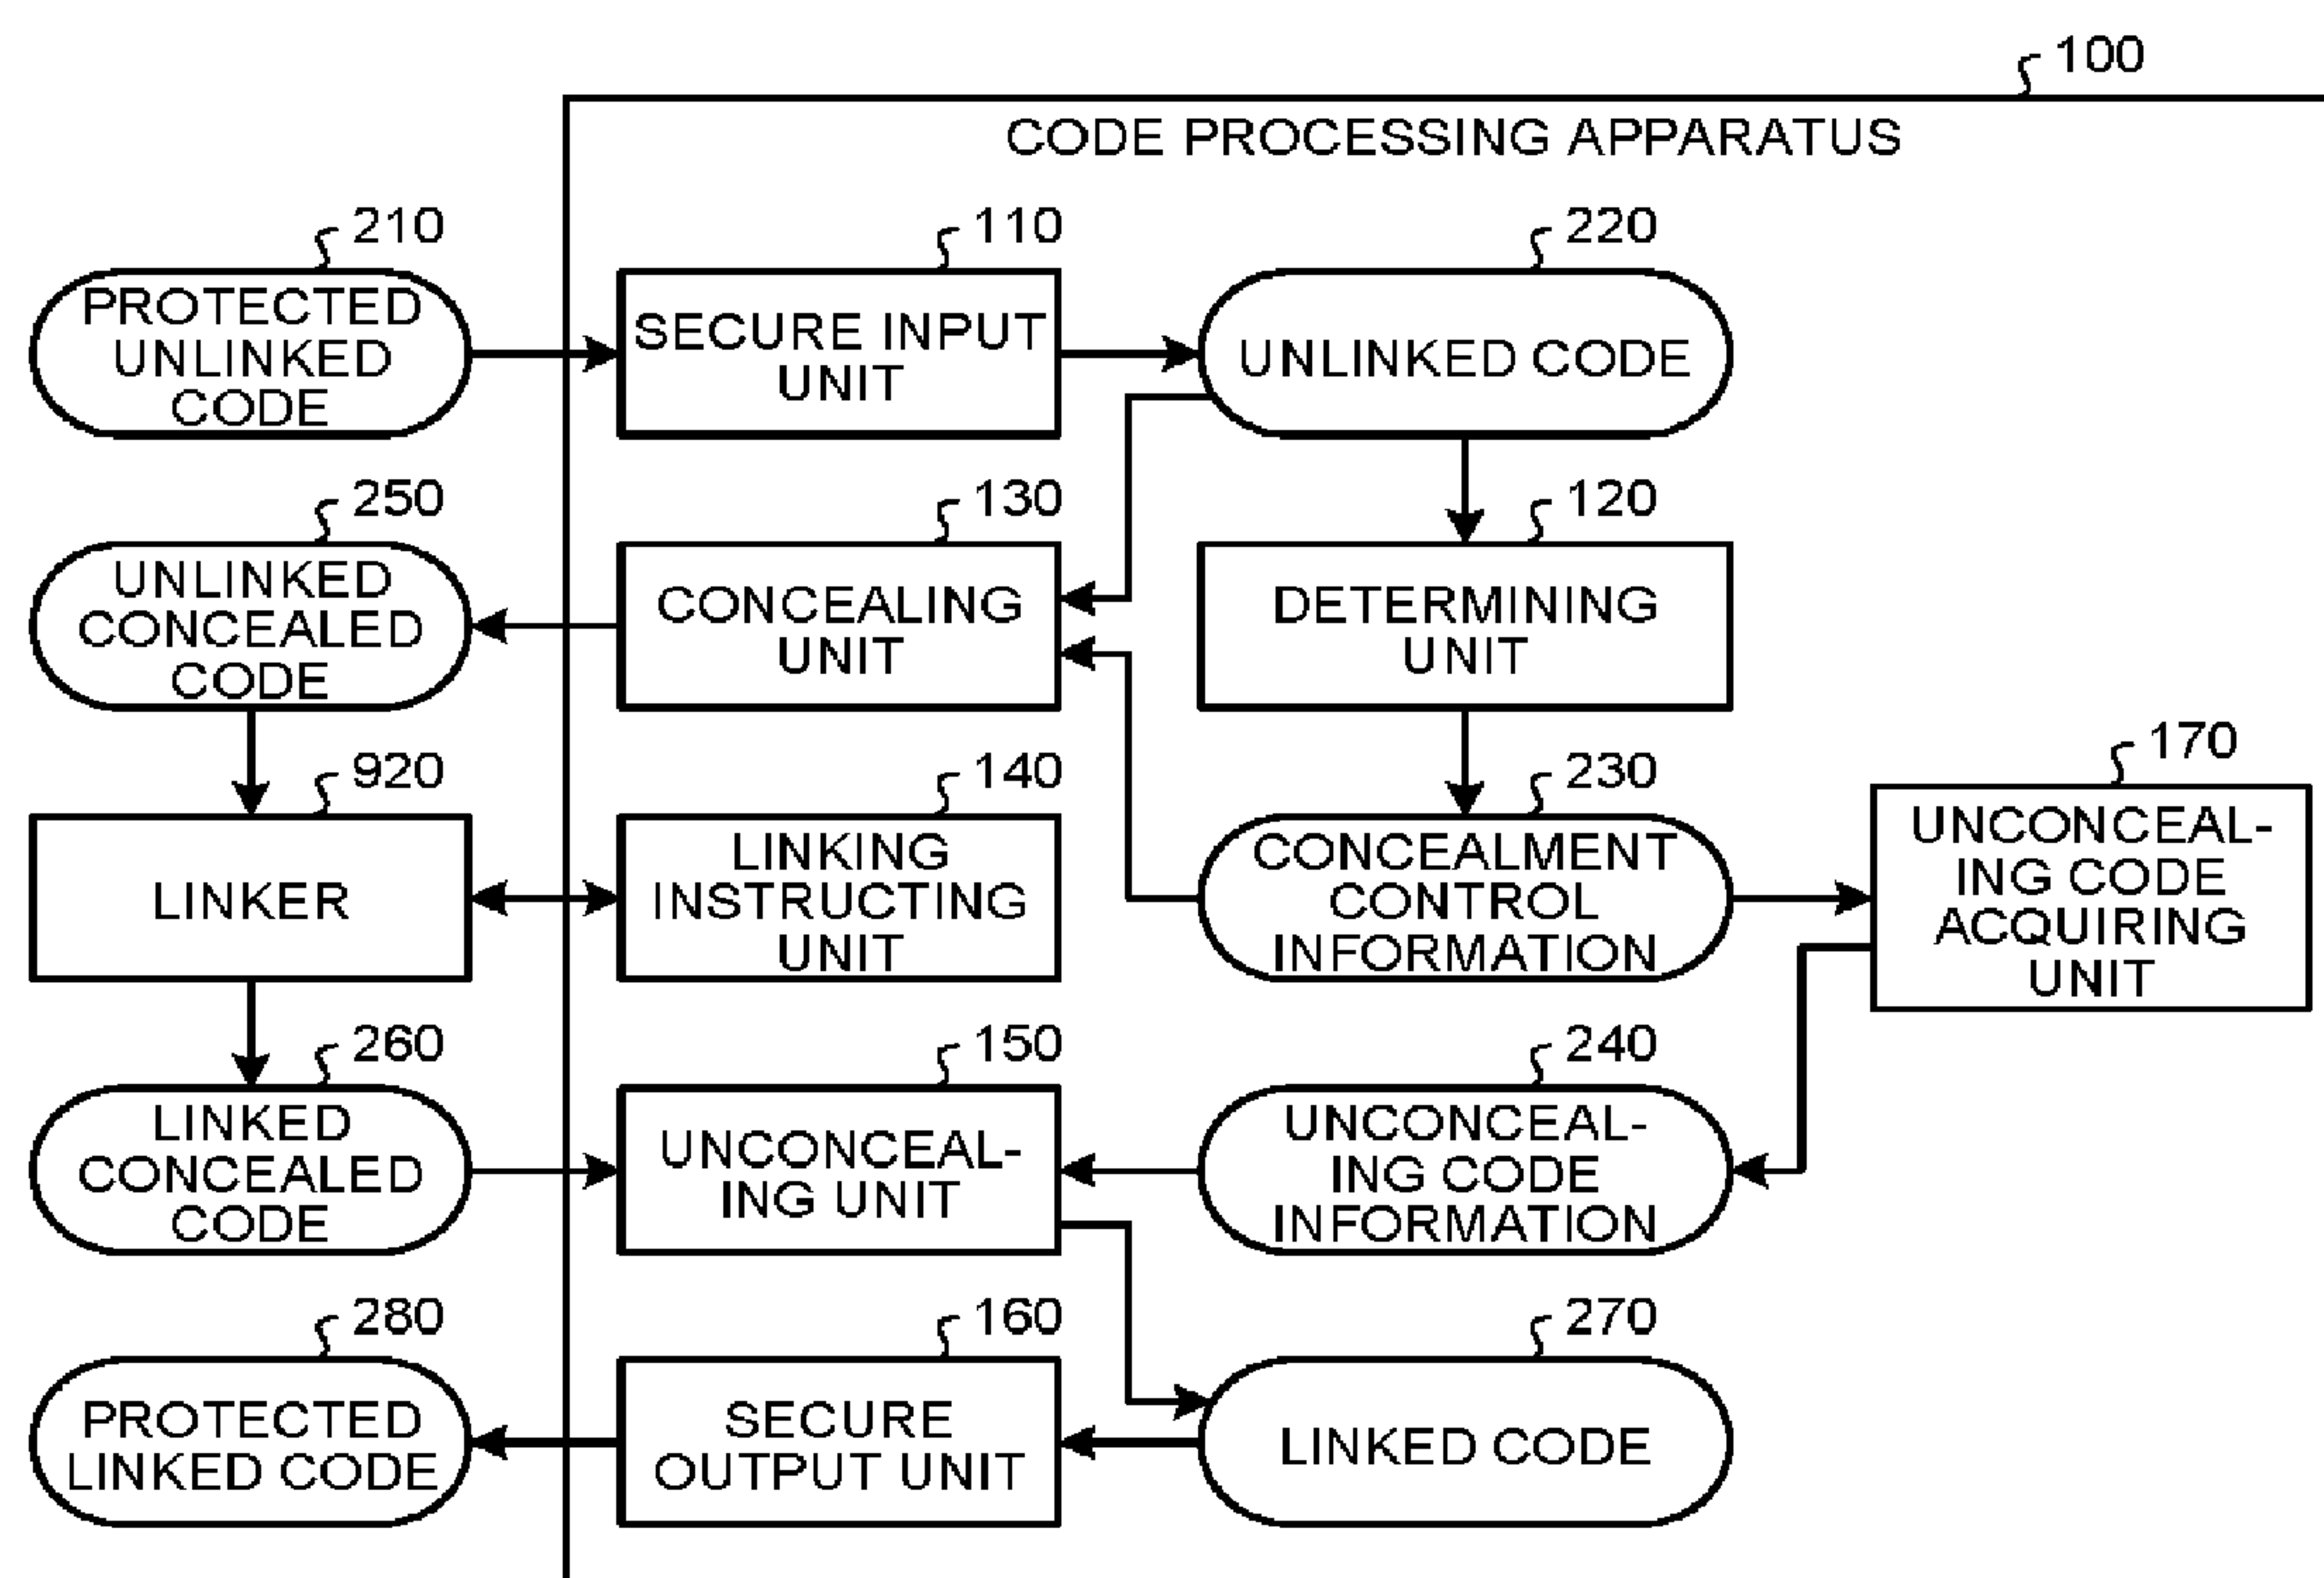 100
CODE PROCESSING APPARATUS
210
PROTECTED
UNLINKED
CODE
110
SECURE INPUT
UNIT
220
UNLINKED CODE
250
UNLINKED
CONCEALED
CODE
130
CONCEALING
UNIT
120
DETERMINING
UNIT
920
LINKER
140
LINKING
INSTRUCTING
UNIT
230
CONCEALMENT
CONTROL
INFORMATION
170
UNCONCEAL-
ING CODE
ACQUIRING
UNIT
260
LINKED
CONCEALED
CODE
150
UNCONCEAL-
ING UNIT
240
UNCONCEAL-
ING CODE
INFORMATION
280
PROTECTED
LINKED CODE
160
SECURE
OUTPUT UNIT
270
LINKED CODE